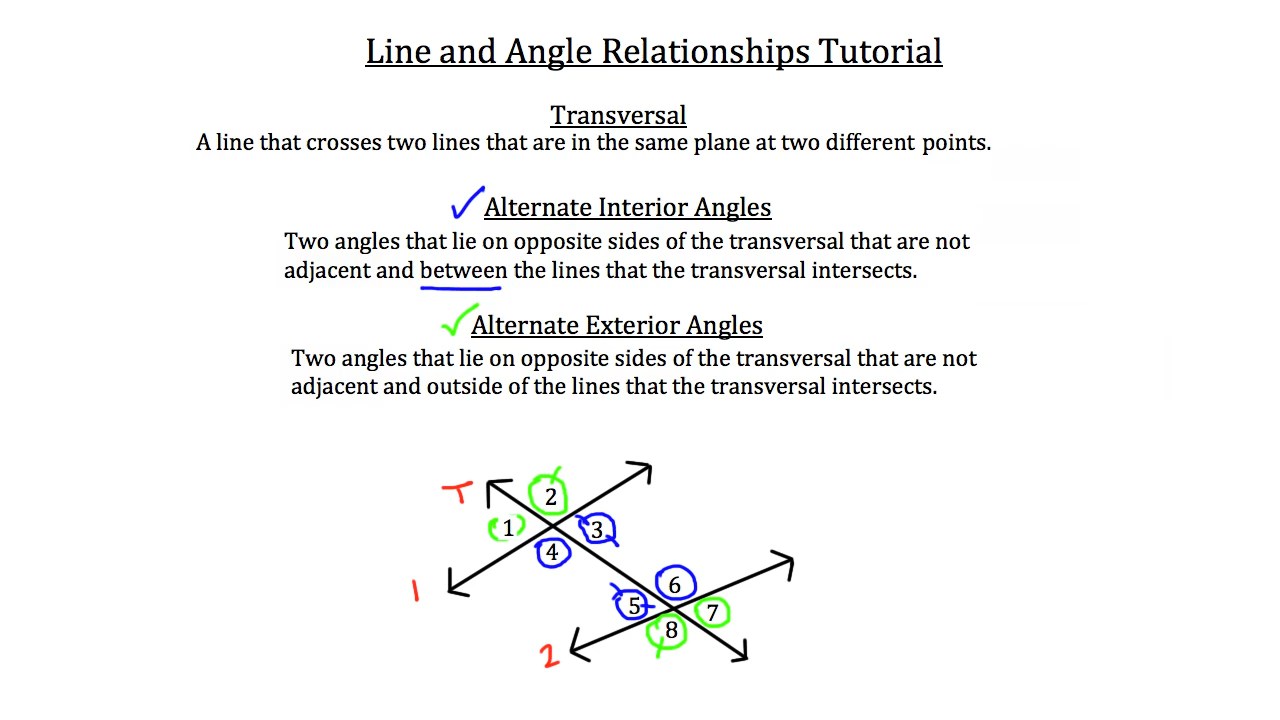 Line and Angle Relationships Tutorial
Transversal
A line that crosses two lines that are in the same plane at two different points.
Alternate Interior Angles
Two angles that lie on opposite sides of the transversal that are not
adjacent and between the lines that the transversal intersects.
Alternate Exterior Angles
Two angles that lie on opposite sides of the transversal that are not
adjacent and outside of the lines that the transversal intersects.
T
2
1
3
4
1
6
5
7
8
2